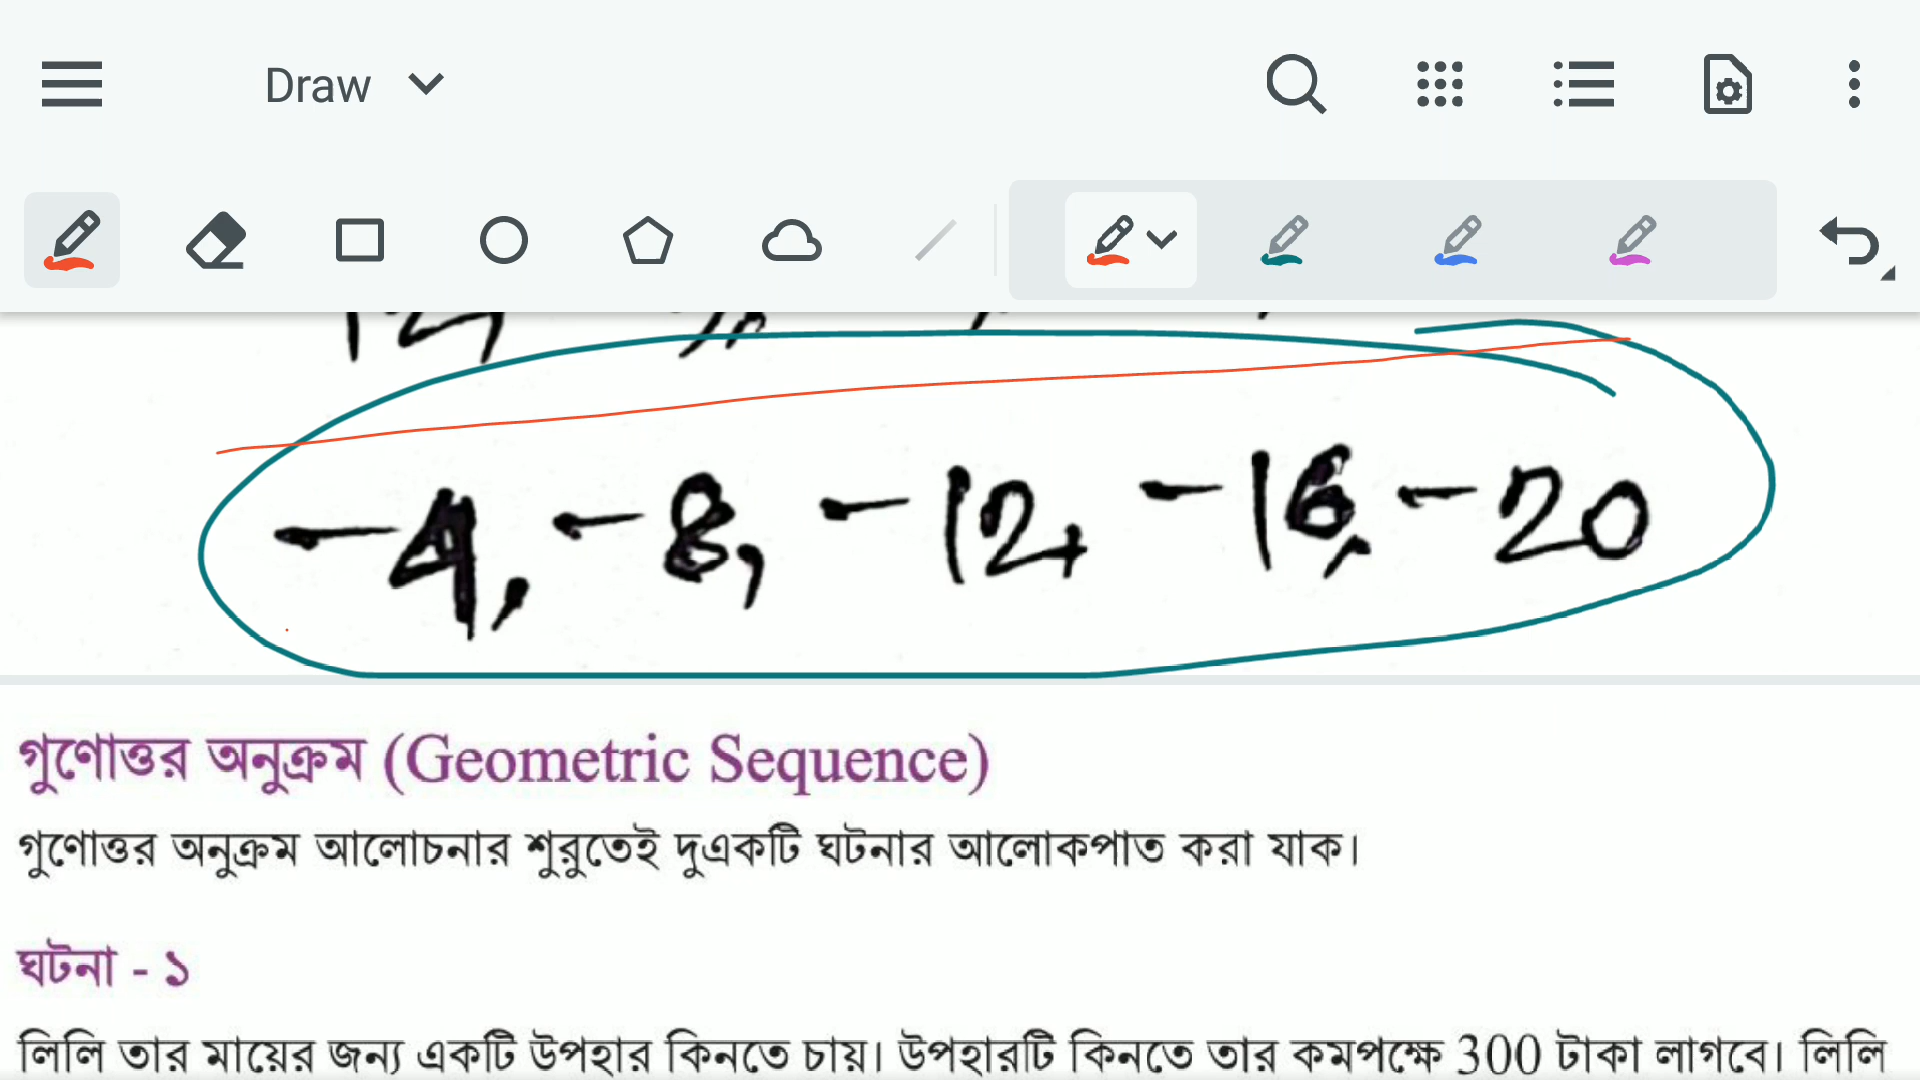 Draw
12,
-4, -8, -12, -16, -20
গুণোত্তর অনুক্রম (Geometric Sequence)
গুণোত্তর অনুক্রম আলোচনার শুরুতেই দুএকটি ঘটনার আলোকপাত করা যাক।
ঘটনা - ১
লিলি তার মায়ের জন্য একটি উপহার কিনতে চায়। উপহারটি কিনতে তার কমপক্ষে 300 টাকা লাগবে। লিলি